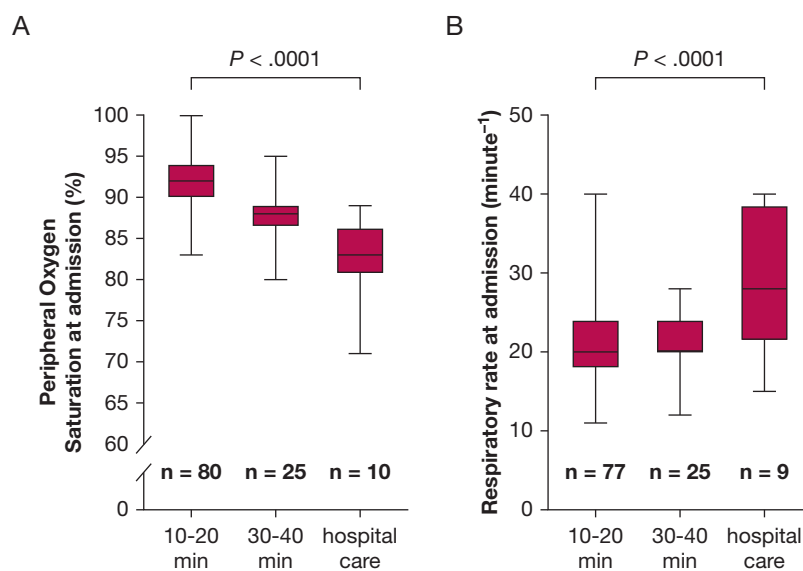 A
P < .0001
Peripheral Oxygen
Saturation at admission (%)
100
95
90
85
80
75
70
65
60
0
n = 80
n = 25
n = 10
10-20
min
30-40
min
hospital
care
B
P < .0001
Respiratory rate at admission (minute⁻¹)
50
40
30
20
10
0
n = 77
n = 25
n = 9
10-20
min
30-40
min
hospital
care